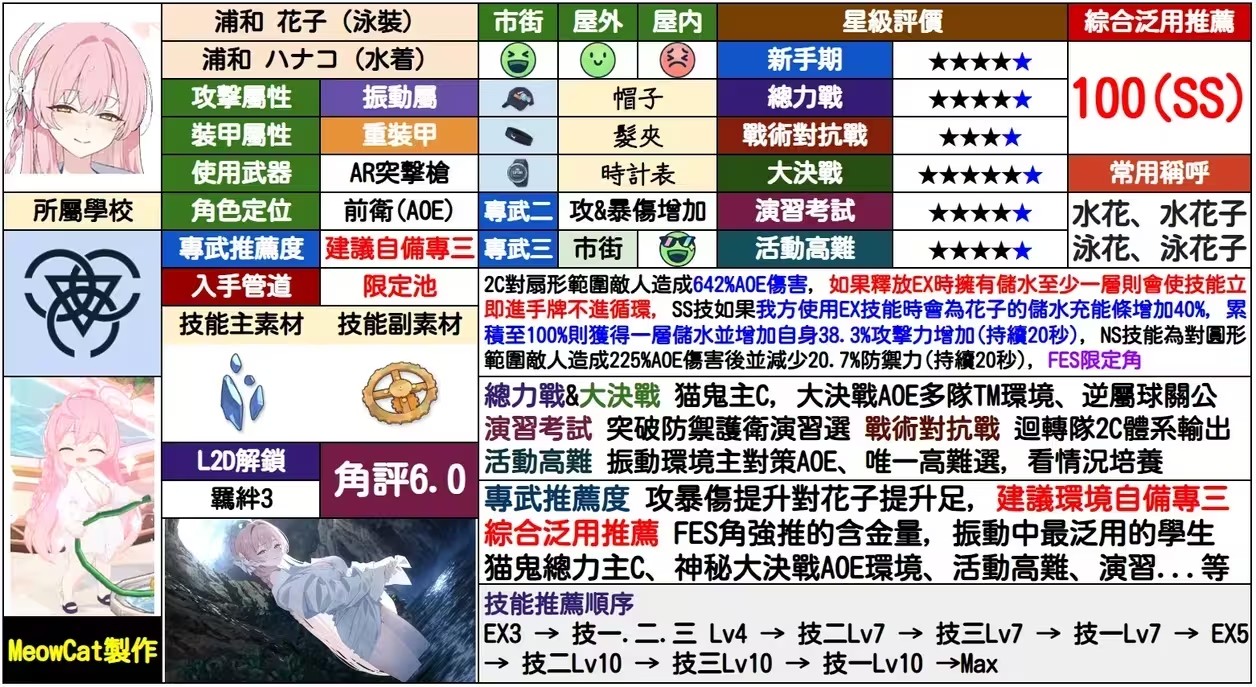 浦和 花子 (泳裝)
浦和 ハナコ (水着)
攻擊屬性 振動屬
裝甲屬性 重裝甲
使用武器 AR突擊槍
所屬學校
角色定位 前衛(AOE)
專武推薦度 建議自備專三
入手管道 限定池
技能主素材 技能副素材
L2D解鎖
羈絆3
角評6.0
MeowCat製作
市街 屋外 屋內
帽子
髮夾
時計表
專武二 攻&暴傷增加
專武三 市街
星級評價
新手期 ★★★★★
總力戰 ★★★★★
戰術對抗戰 ★★★★
大決戰 ★★★★★★
演習考試 ★★★★★
活動高難 ★★★★★
綜合泛用推薦
100(SS)
常用稱呼
水花、水花子
泳花、泳花子
2C對扇形範圍敵人造成642%AOE傷害, 如果釋放EX時擁有儲水至少一層則會使技能立
即進手牌不進循環, SS技如果我方使用EX技能時會為花子的儲水充能條增加40%, 累
積至100%則獲得一層儲水並增加自身38.3%攻擊力增加(持續20秒), NS技能為對圓形
範圍敵人造成225%AOE傷害後並減少20.7%防禦力(持續20秒), FES限定角
總力戰&大決戰 猫鬼主C, 大決戰AOE多隊TM環境、逆屬球關公
演習考試 突破防禦護衛演習選 戰術對抗戰 迴轉隊2C體系輸出
活動高難 振動環境主對策AOE、唯一高難選, 看情況培養
專武推薦度 攻暴傷提升對花子提升足, 建議環境自備專三
綜合泛用推薦 FES角強推的含金量, 振動中最泛用的學生
猫鬼總力主C、神秘大決戰AOE環境、活動高難、演習...等
技能推薦順序
EX3 → 技一.二.三 Lv4 → 技二Lv7 → 技三Lv7 → 技一Lv7 → EX5
→ 技二Lv10 → 技三Lv10 → 技一Lv10 →Max